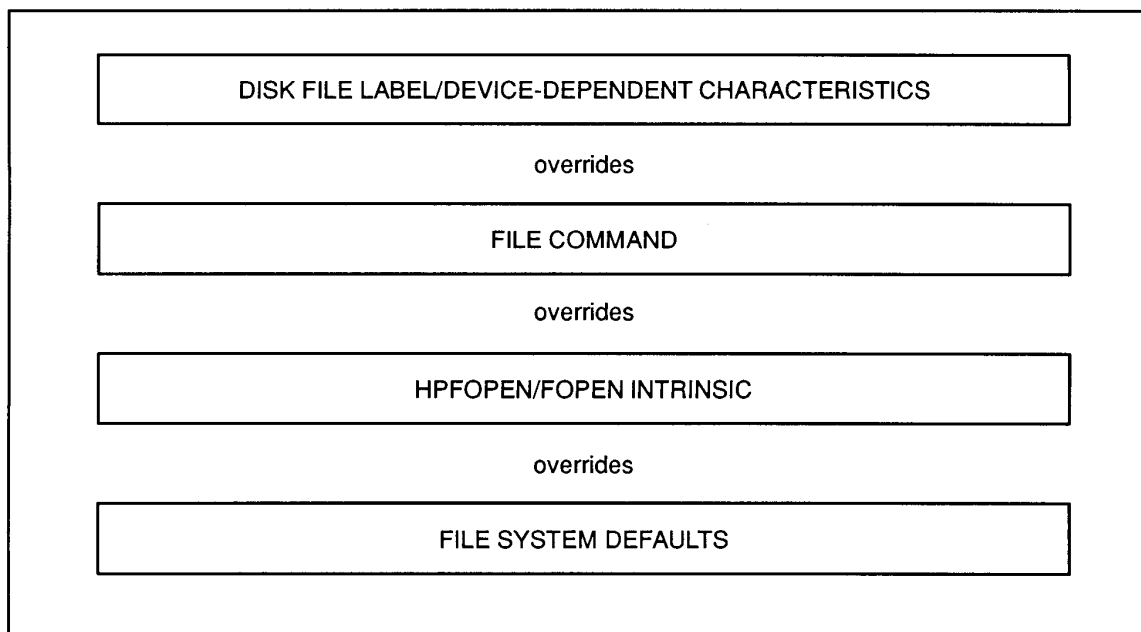 DISK FILE LABEL/DEVICE-DEPENDENT CHARACTERISTICS
overrides
FILE COMMAND
overrides
HPFOPEN/FOPEN INTRINSIC
overrides
FILE SYSTEM DEFAULTS